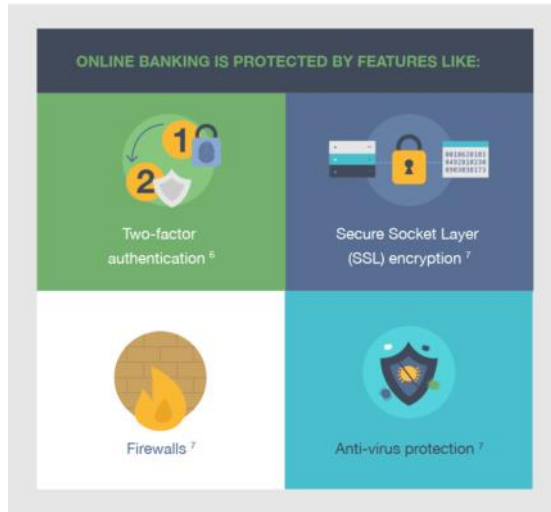 ONLINE BANKING IS PROTECTED BY FEATURES LIKE:
1
2
Two-factor
authentication ⁶
Secure Socket Layer
(SSL) encryption ⁷
Firewalls ⁷
Anti-virus protection ⁷